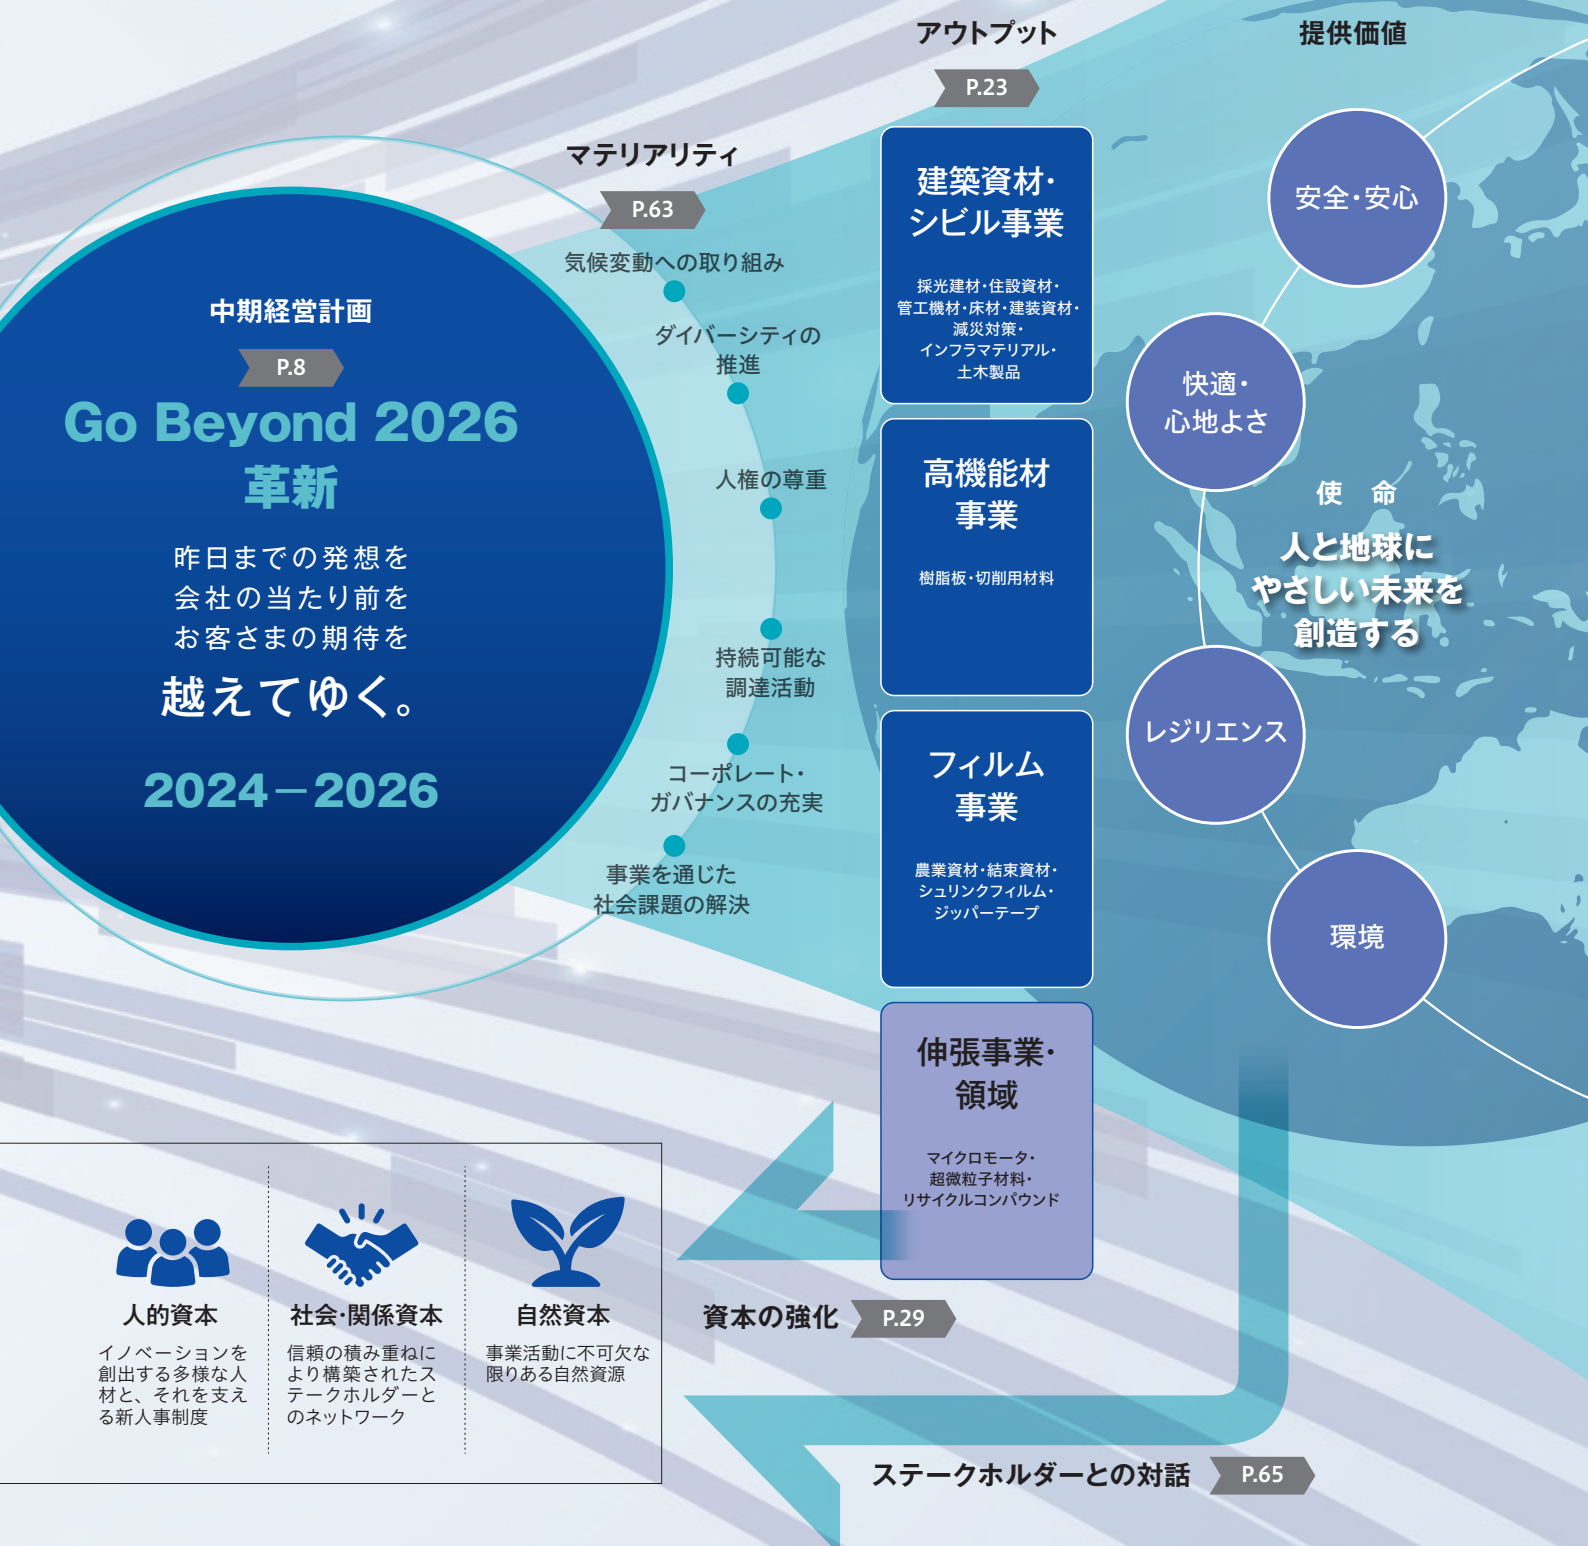 中期経営計画
P.8
Go Beyond 2026
革新
昨日までの発想を
会社の当たり前を
お客さまの期待を
越えてゆく。
2024－2026
マテリアリティ
P.63
気候変動への取り組み
ダイバーシティの
推進
人権の尊重
持続可能な
調達活動
コーポレート・
ガバナンスの充実
事業を通じた
社会課題の解決
アウトプット
P.23
建築資材・
シビル事業
採光建材・住設資材・
管工機材・床材・建装資材・
減災対策・
インフラマテリアル・
土木製品
高機能材
事業
樹脂板・切削用材料
フィルム
事業
農業資材・結束資材・
シュリンクフィルム・
ジッパーテープ
伸張事業・
領域
マイクロモータ・
超微粒子材料・
リサイクルコンパウンド
提供価値
安全・安心
快適・
心地よさ
使　命
人と地球に
やさしい未来を
創造する
レジリエンス
環境
人的資本
イノベーションを
創出する多様な人
材と、それを支え
る新人事制度
社会・関係資本
信頼の積み重ねに
より構築されたス
テークホルダーと
のネットワーク
自然資本
事業活動に不可欠な
限りある自然資源
資本の強化
P.29
ステークホルダーとの対話
P.65